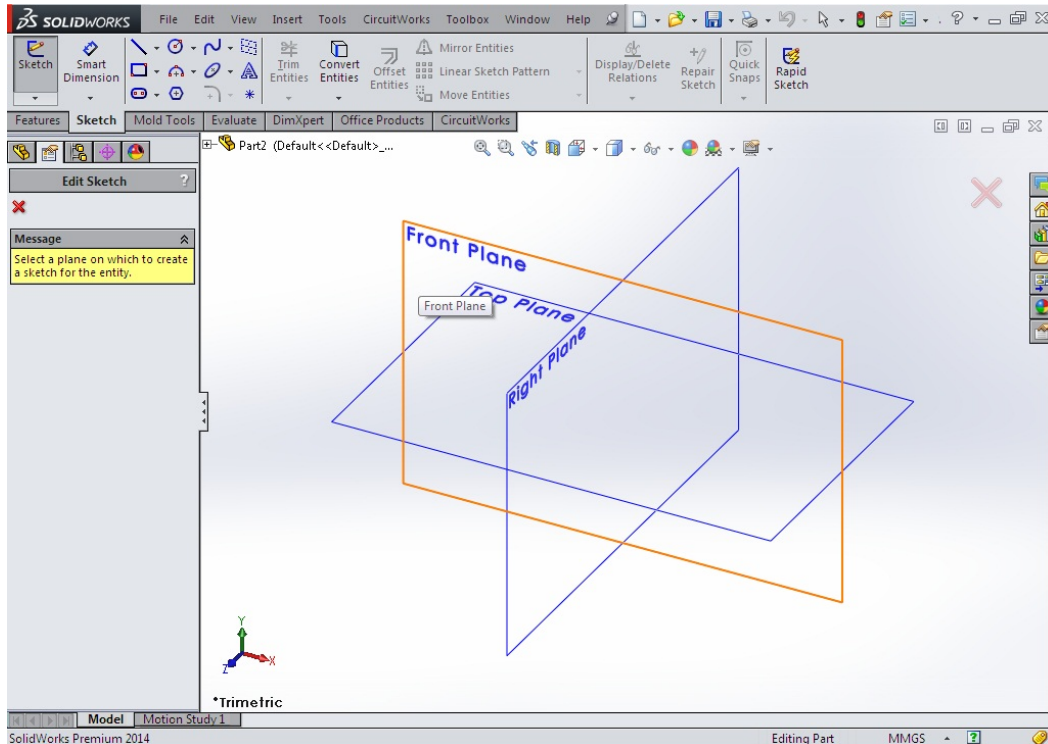 SOLIDWORKS File Edit View Insert Tools CircuitWorks Toolbox Window Help
Sketch
Smart Dimension
Trim Entities
Convert Entities
Offset Entities
Mirror Entities
Linear Sketch Pattern
Move Entities
Display/Delete Relations
Repair Sketch
Quick Snaps
Rapid Sketch
Features Sketch Mold Tools Evaluate DimXpert Office Products CircuitWorks
Part2 (Default<<Default>_...
Edit Sketch ?
Message
Select a plane on which to create
a sketch for the entity.
Front Plane
Top Plane
Front Plane
Right Plane
Y
X
Z
*Trimetric
Model Motion Study 1
SolidWorks Premium 2014 Editing Part MMGS ?